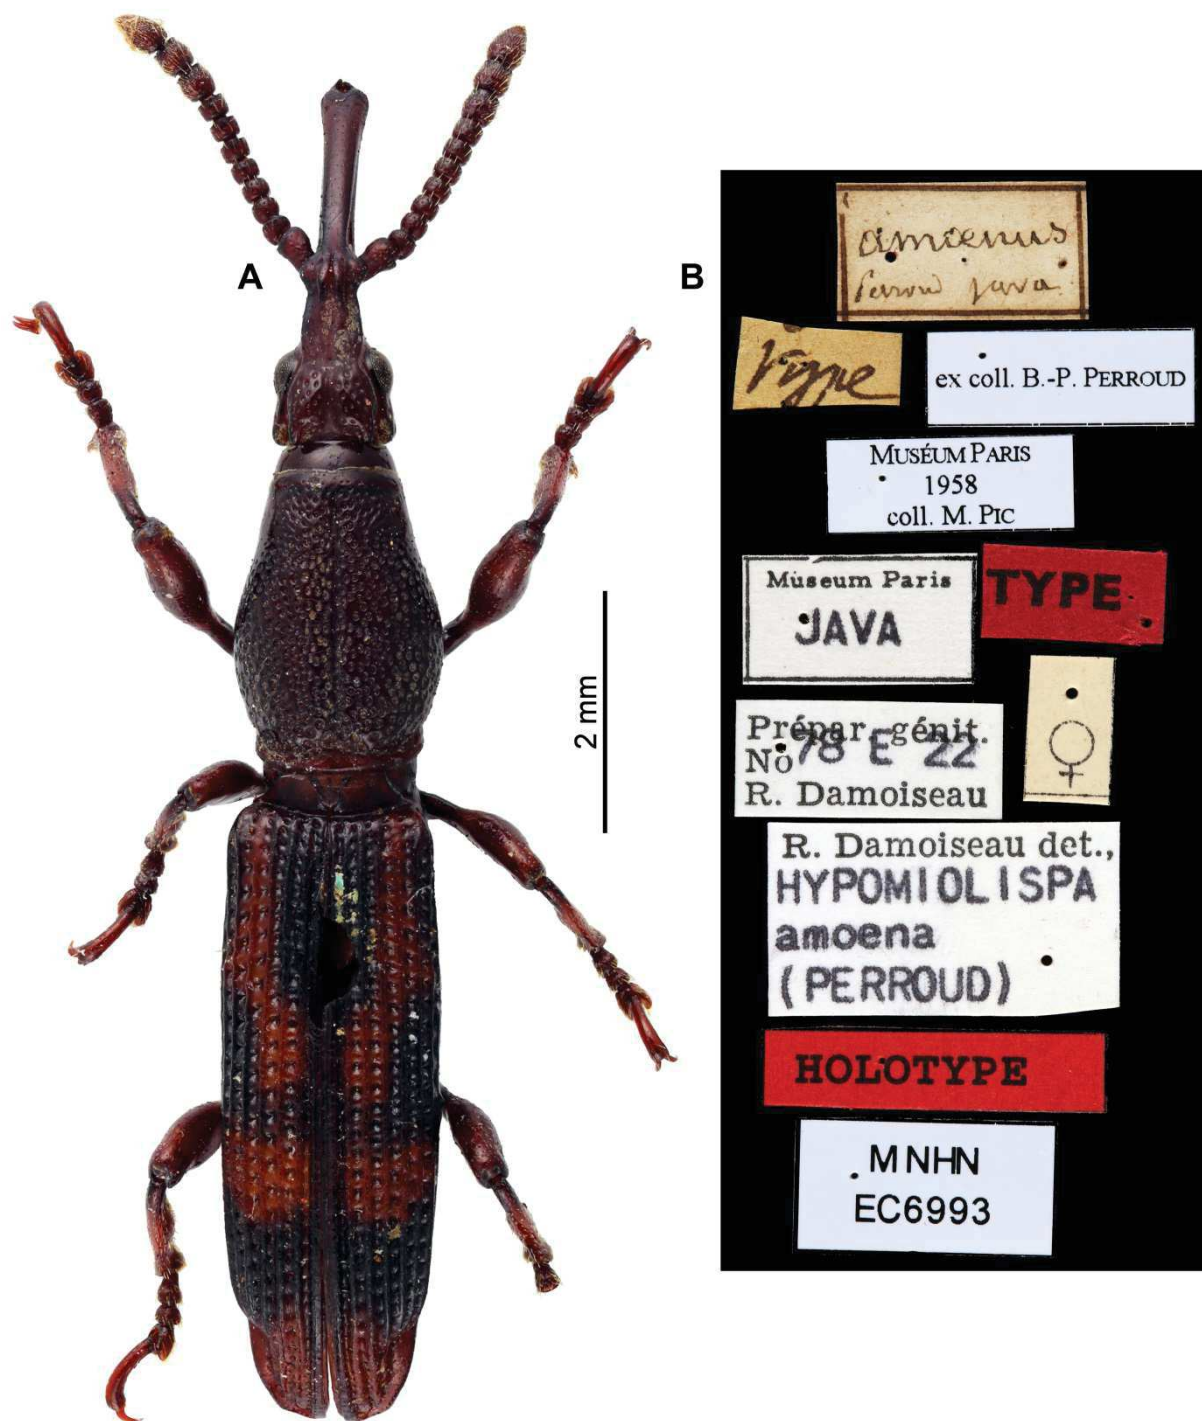 A
B
amoenus
Perroud java
Type
ex coll. B.-P. PERROUD
MUSÉUM PARIS
1958
coll. M. PIC
Museum Paris
JAVA
TYPE
Prépar. génit.
No 78 E 22
R. Damoiseau
♀
R. Damoiseau det.,
HYPOMIOLISPA
amoena
(PERROUD)
HOLOTYPE
MNHN
EC6993
2 mm